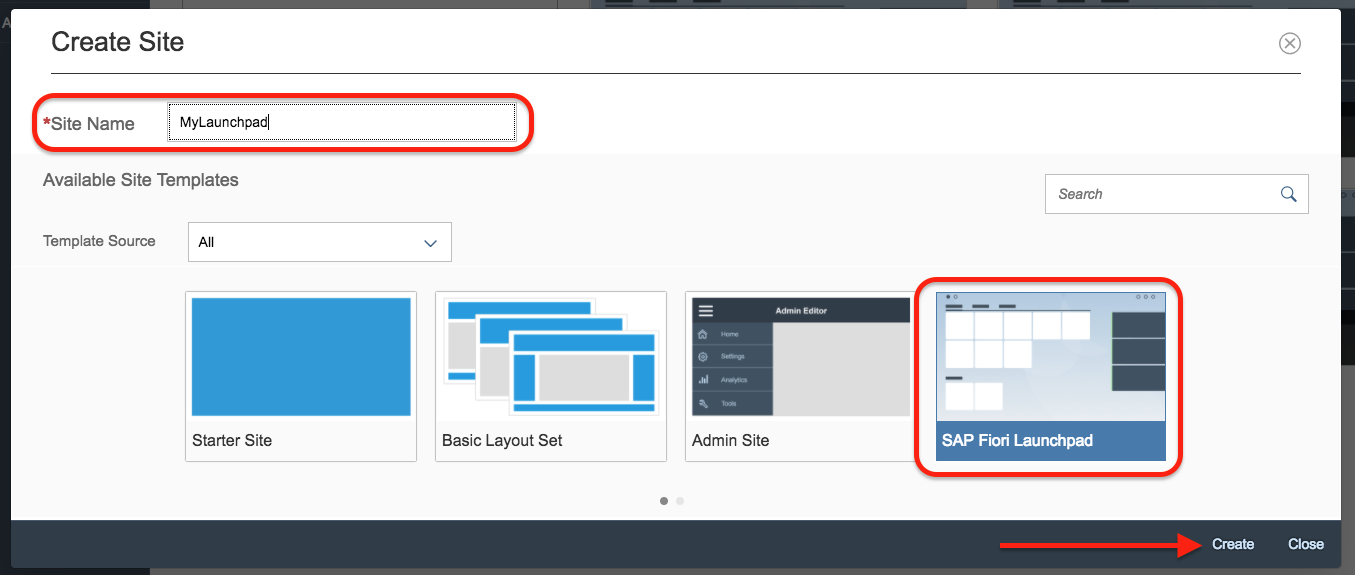 Create Site
*Site Name
MyLaunchpad
Available Site Templates
Search
Template Source
All
Admin Editor
Home
Settings
Analytics
Tools
Starter Site
Basic Layout Set
Admin Site
SAP Fiori Launchpad
Create
Close